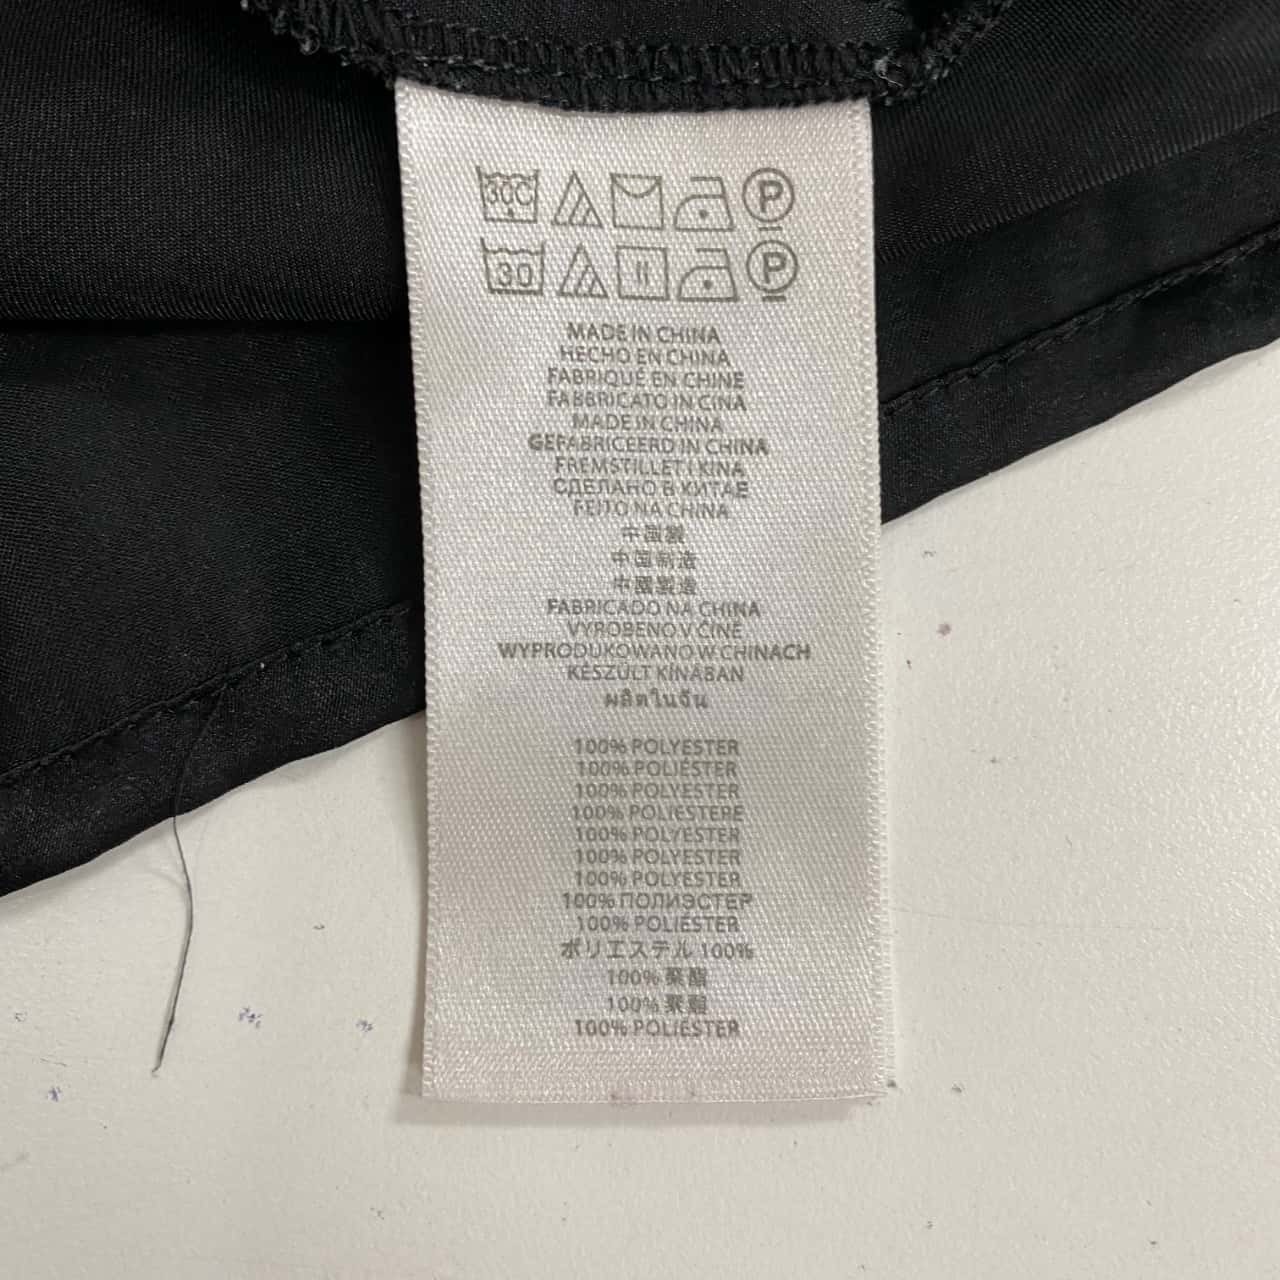 30C P
30 P
MADE IN CHINA
HECHO EN CHINA
FABRIQUÉ EN CHINE
FABBRICATO IN CINA
MADE IN CHINA
GEFABRICEERD IN CHINA
FREMSTILLET I KINA
СДЕЛАНО В КИТАЕ
FEITO NA CHINA
中国製
中国制造
中國製造
FABRICADO NA CHINA
VYROBENO V ČÍNĚ
WYPRODUKOWANO W CHINACH
KÉSZÜLT KÍNÁBAN
ผลิตในจีน
100% POLYESTER
100% POLIÉSTER
100% POLYESTER
100% POLIESTERE
100% POLYESTER
100% POLYESTER
100% POLYESTER
100% ПОЛИЭСТЕР
100% POLIÉSTER
ポリエステル 100%
100% 聚酯
100% 聚酯
100% POLIÉSTER